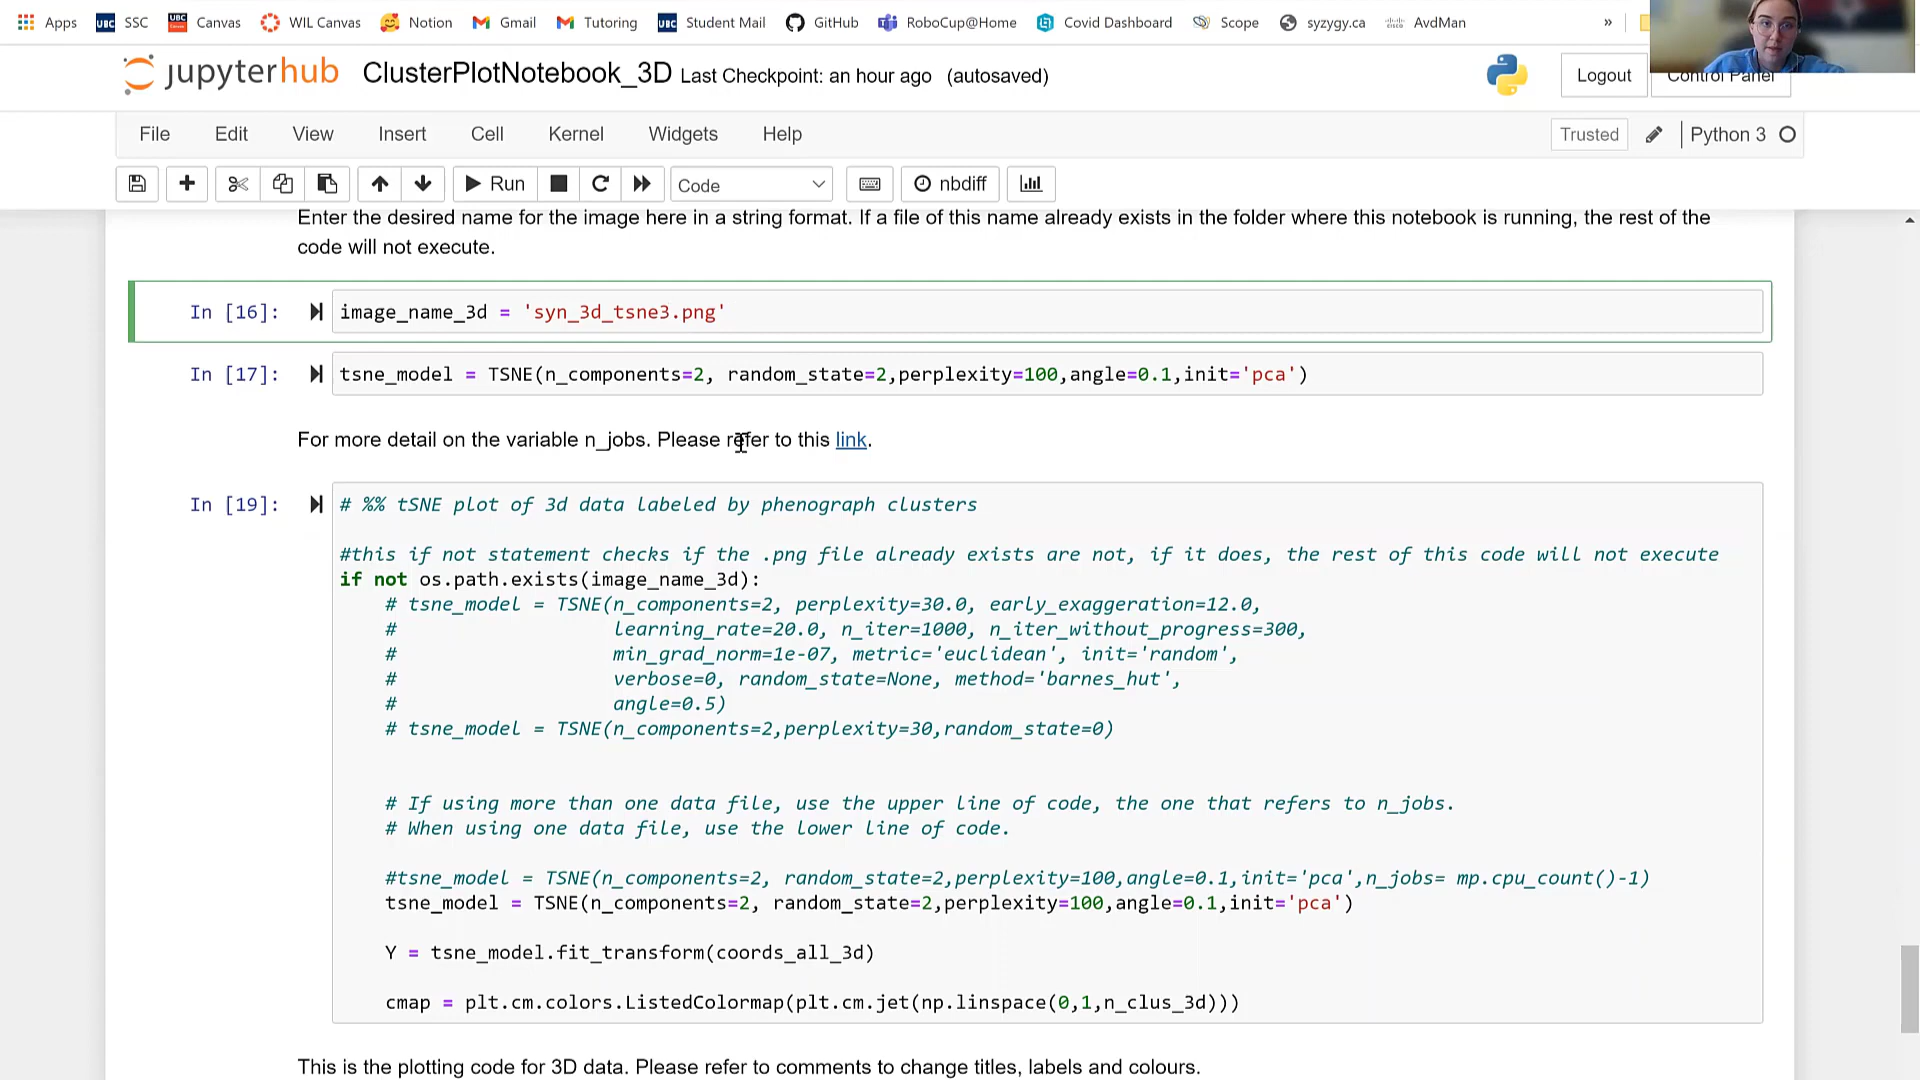 Apps SSC Canvas WIL Canvas Notion Gmail Tutoring Student Mail GitHub RoboCup@Home Covid Dashboard Scope syzygy.ca AvdMan »
jupyterhub ClusterPlotNotebook_3D Last Checkpoint: an hour ago (autosaved) Logout Control Panel
File Edit View Insert Cell Kernel Widgets Help Trusted Python 3
Run Code nbdiff
Enter the desired name for the image here in a string format. If a file of this name already exists in the folder where this notebook is running, the rest of the
code will not execute.
In [16]: image_name_3d = 'syn_3d_tsne3.png'
In [17]: tsne_model = TSNE(n_components=2, random_state=2,perplexity=100,angle=0.1,init='pca')
For more detail on the variable n_jobs. Please refer to this link.
In [19]: # %% tSNE plot of 3d data labeled by phenograph clusters
#this if not statement checks if the .png file already exists are not, if it does, the rest of this code will not execute
if not os.path.exists(image_name_3d):
# tsne_model = TSNE(n_components=2, perplexity=30.0, early_exaggeration=12.0,
# learning_rate=20.0, n_iter=1000, n_iter_without_progress=300,
# min_grad_norm=1e-07, metric='euclidean', init='random',
# verbose=0, random_state=None, method='barnes_hut',
# angle=0.5)
# tsne_model = TSNE(n_components=2,perplexity=30,random_state=0)
# If using more than one data file, use the upper line of code, the one that refers to n_jobs.
# When using one data file, use the lower line of code.
#tsne_model = TSNE(n_components=2, random_state=2,perplexity=100,angle=0.1,init='pca',n_jobs= mp.cpu_count()-1)
tsne_model = TSNE(n_components=2, random_state=2,perplexity=100,angle=0.1,init='pca')
Y = tsne_model.fit_transform(coords_all_3d)
cmap = plt.cm.colors.ListedColormap(plt.cm.jet(np.linspace(0,1,n_clus_3d)))
This is the plotting code for 3D data. Please refer to comments to change titles, labels and colours.